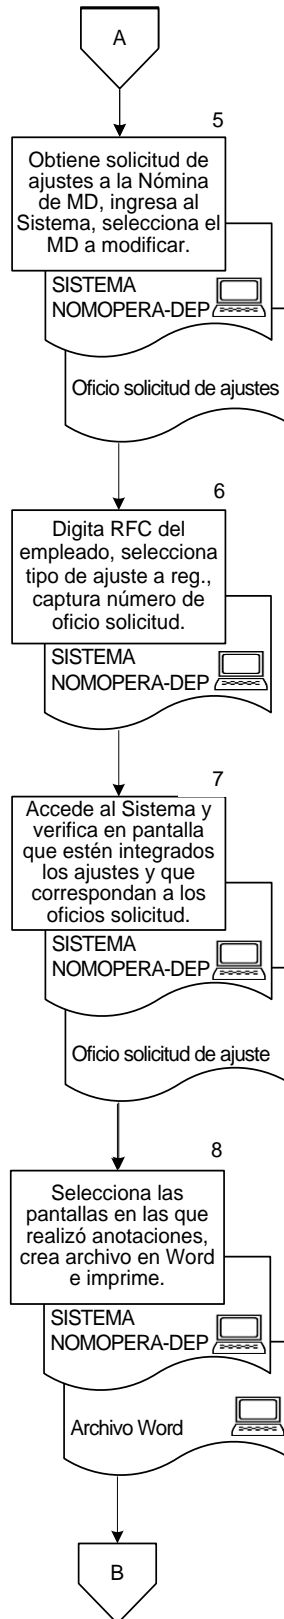 A
5
Obtiene solicitud de
ajustes a la Nómina
de MD, ingresa al
Sistema, selecciona el
MD a modificar.
SISTEMA
NOMOPERA-DEP
Oficio solicitud de ajustes
6
Digita RFC del
empleado, selecciona
tipo de ajuste a reg.,
captura número de
oficio solicitud.
SISTEMA
NOMOPERA-DEP
7
Accede al Sistema y
verifica en pantalla
que estén integrados
los ajustes y que
correspondan a los
oficios solicitud.
SISTEMA
NOMOPERA-DEP
Oficio solicitud de ajuste
8
Selecciona las
pantallas en las que
realizó anotaciones,
crea archivo en Word
e imprime.
SISTEMA
NOMOPERA-DEP
Archivo Word
B